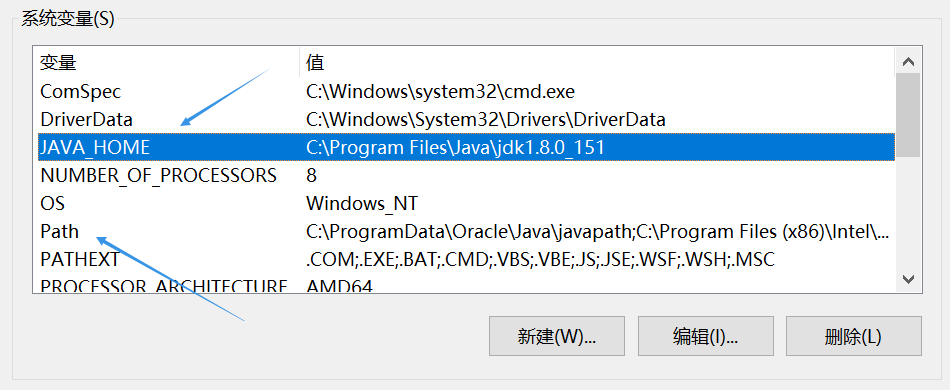 系统变量(S)
变量 值
ComSpec C:\Windows\system32\cmd.exe
DriverData C:\Windows\System32\Drivers\DriverData
JAVA_HOME C:\Program Files\Java\jdk1.8.0_151
NUMBER_OF_PROCESSORS 8
OS Windows_NT
Path C:\ProgramData\Oracle\Java\javapath;C:\Program Files (x86)\Intel\...
PATHEXT .COM;.EXE;.BAT;.CMD;.VBS;.VBE;.JS;.JSE;.WSF;.WSH;.MSC
PROCESSOR_ARCHITECTURE AMD64
新建(W)... 编辑(I)... 删除(L)